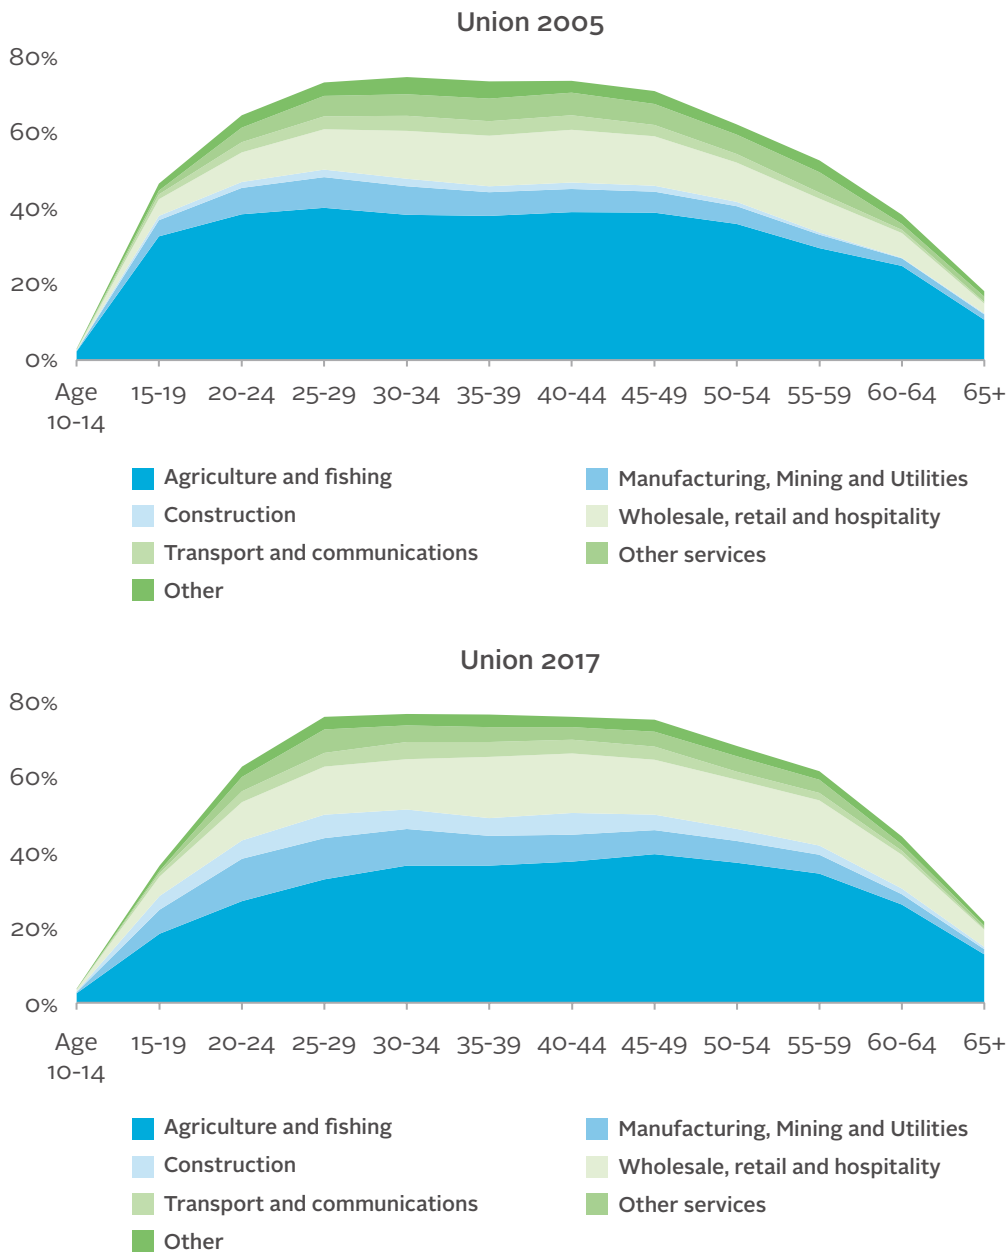 Union 2005
80%
60%
40%
20%
0%
Age 10-14
15-19
20-24
25-29
30-34
35-39
40-44
45-49
50-54
55-59
60-64
65+
Agriculture and fishing
Manufacturing, Mining and Utilities
Construction
Wholesale, retail and hospitality
Transport and communications
Other services
Other
Union 2017
80%
60%
40%
20%
0%
Age 10-14
15-19
20-24
25-29
30-34
35-39
40-44
45-49
50-54
55-59
60-64
65+
Agriculture and fishing
Manufacturing, Mining and Utilities
Construction
Wholesale, retail and hospitality
Transport and communications
Other services
Other